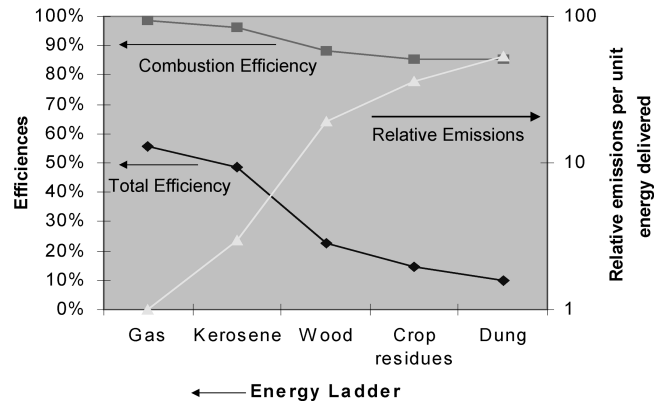 100%
90%
80%
70%
60%
50%
40%
30%
20%
10%
0%
Efficiences
Combustion Efficiency
Total Efficiency
Relative Emissions
100
10
1
Relative emissions per unit
energy delivered
Gas
Kerosene
Wood
Crop
residues
Dung
Energy Ladder